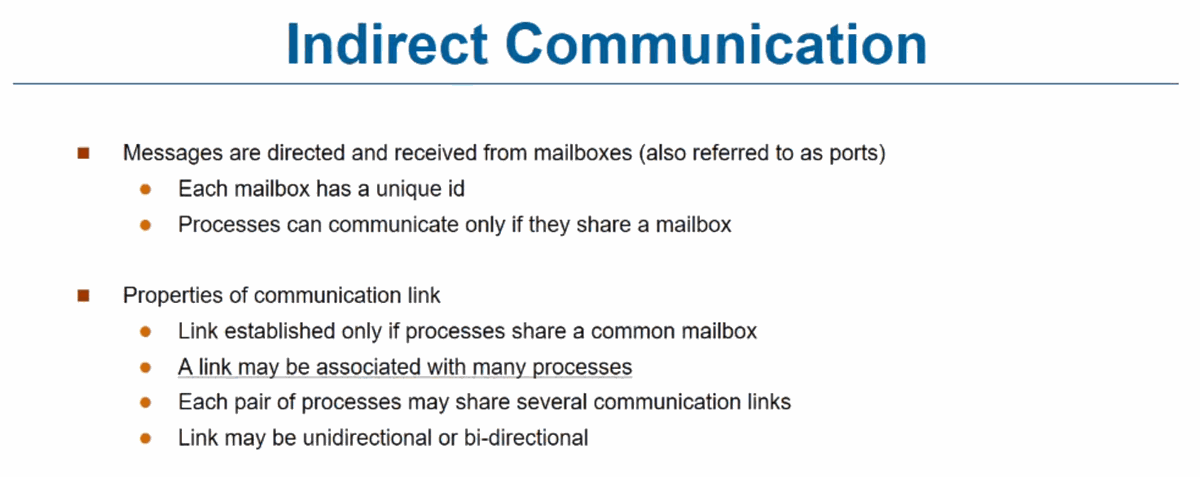 Indirect Communication
Messages are directed and received from mailboxes (also referred to as ports)
Each mailbox has a unique id
Processes can communicate only if they share a mailbox
Properties of communication link
Link established only if processes share a common mailbox
A link may be associated with many processes
Each pair of processes may share several communication links
Link may be unidirectional or bi-directional